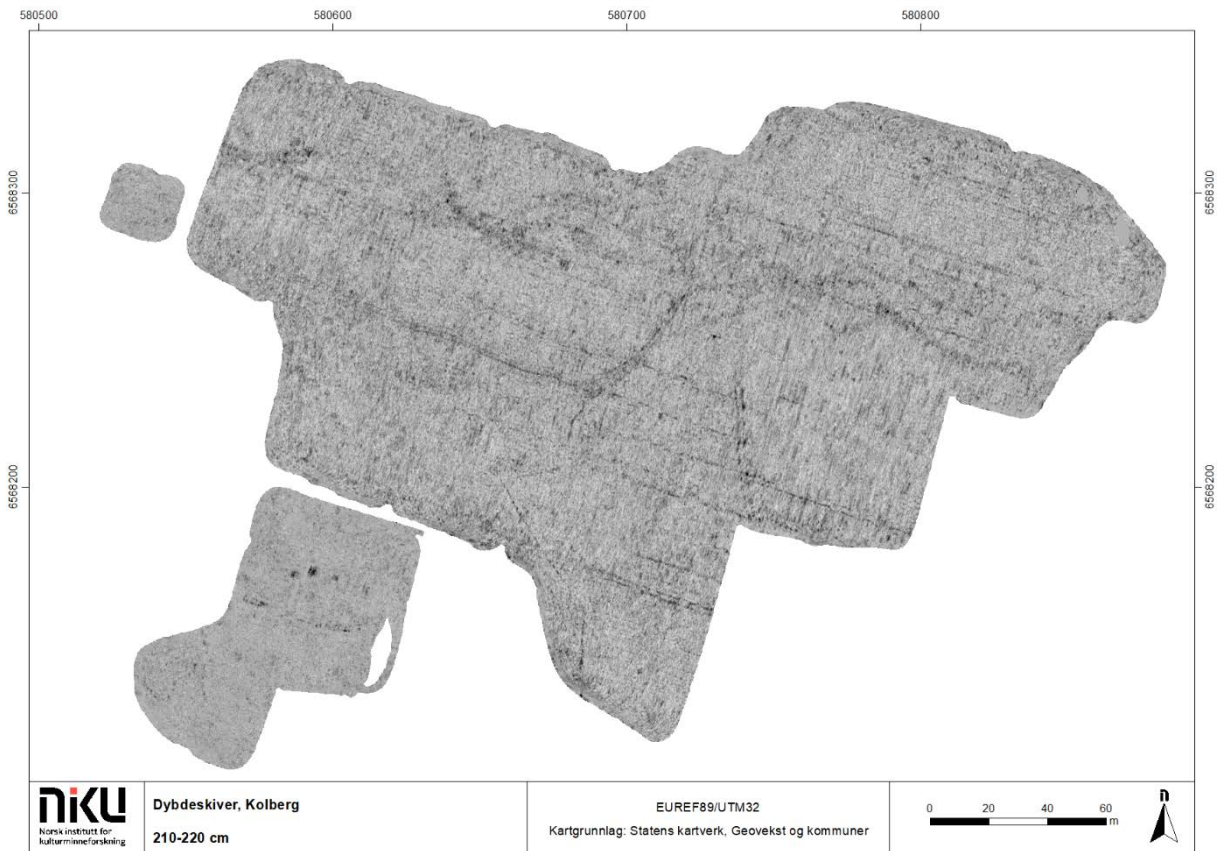 580500 580600 580700 580800
6568300 6568300
6568200 6568200
NIKU
Norsk institutt for
kulturminneforskning
Dybdeskiver, Kolberg
210-220 cm
EUREF89/UTM32
Kartgrunnlag: Statens kartverk, Geovekst og kommuner
0 20 40 60
m
n